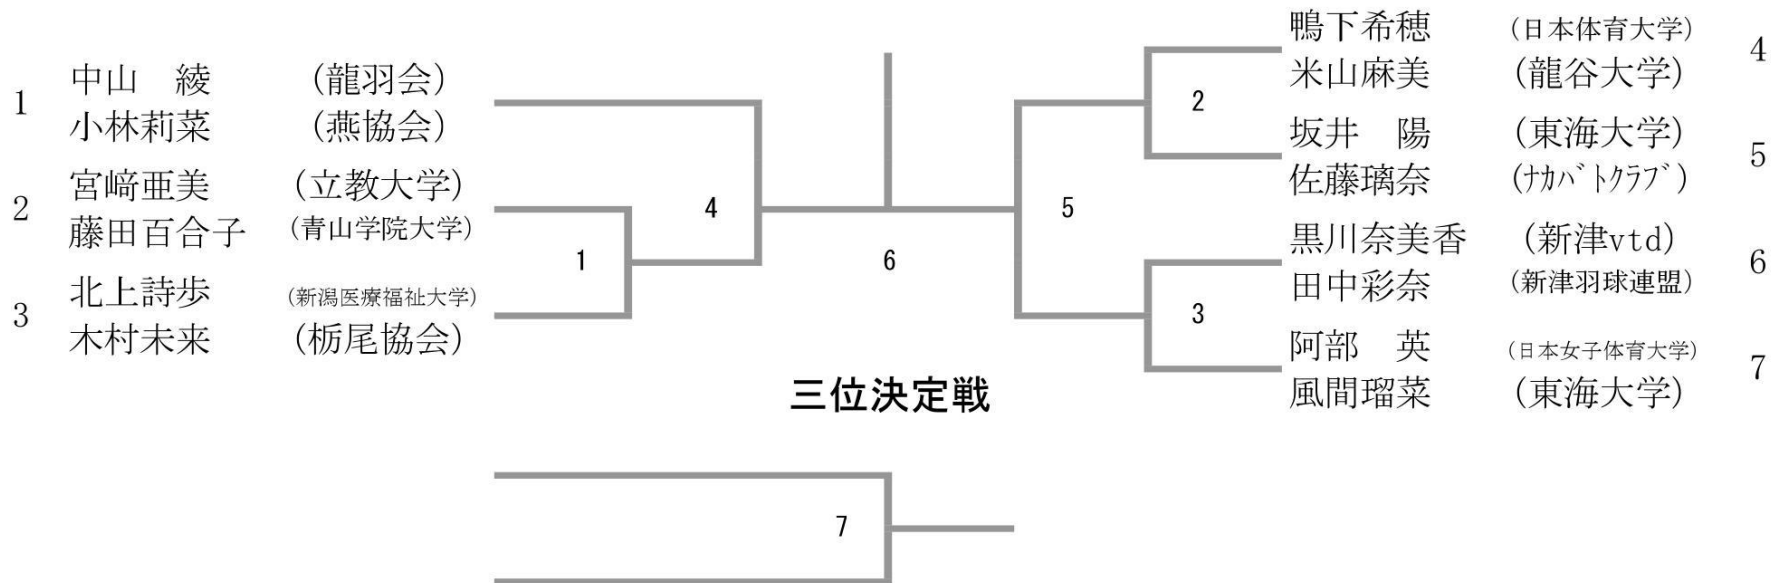 1
中山　綾 (龍羽会)
小林莉菜 (燕協会)
2
宮﨑亜美 (立教大学)
藤田百合子 (青山学院大学)
3
北上詩歩 (新潟医療福祉大学)
木村未来 (栃尾協会)
1
4
6
5
2
3
鴨下希穂 (日本体育大学)
米山麻美 (龍谷大学)
4
坂井　陽 (東海大学)
佐藤璃奈 (ﾅｶﾊﾞﾄｸﾗﾌﾞ)
5
黒川奈美香 (新津vtd)
田中彩奈 (新津羽球連盟)
6
阿部　英 (日本女子体育大学)
風間瑠菜 (東海大学)
7
三位決定戦
7